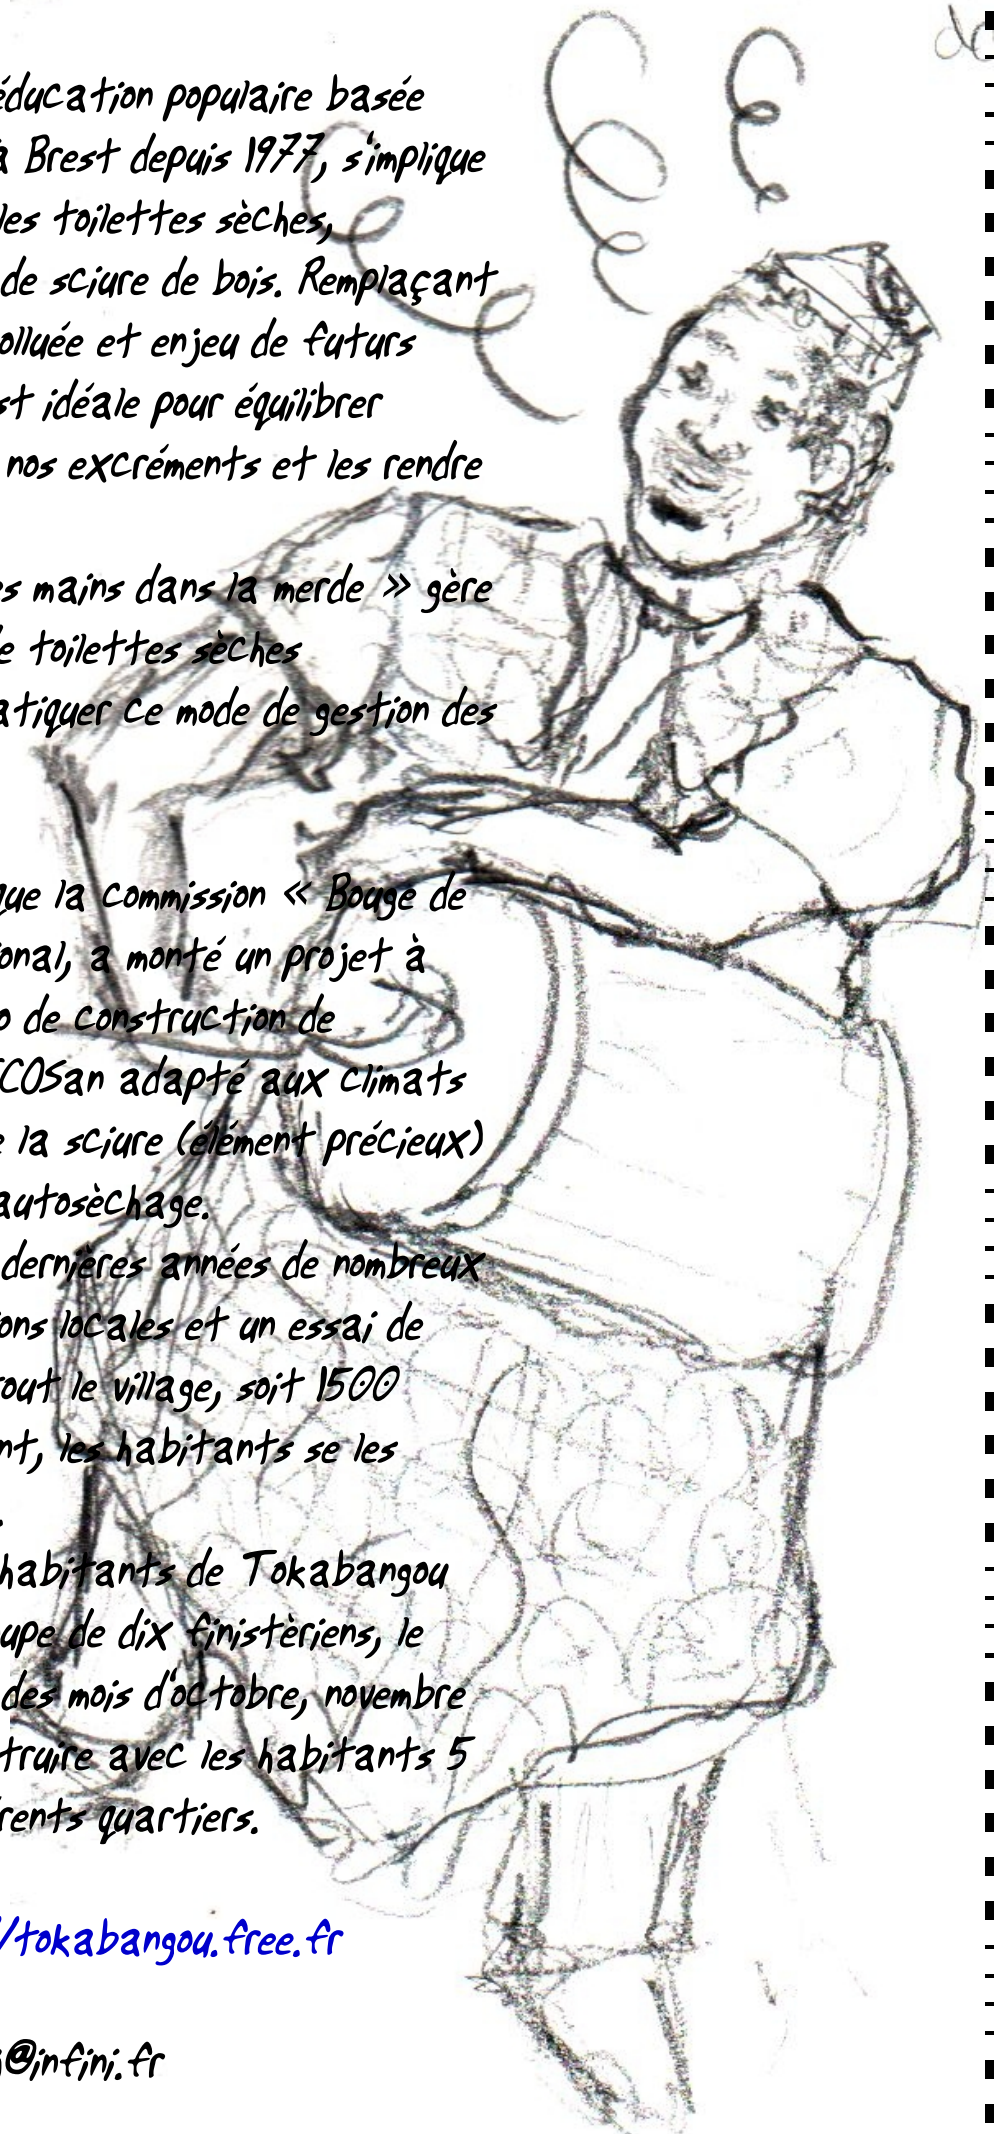 éducation populaire basée
à Brest depuis 1977, s'implique
les toilettes sèches,
de sciure de bois. Remplaçant
olluée et enjeu de futurs
st idéale pour équilibrer
nos excréments et les rendre
s mains dans la merde » gère
e toilettes sèches
atiquer ce mode de gestion des
que la commission « Bouge de
onal, a monté un projet à
o de construction de
COSan adapté aux climats
e la sciure (élément précieux)
autosèchage.
dernières années de nombreux
ons locales et un essai de
tout le village, soit 1500
nt, les habitants se les
.
habitants de Tokabangou
upe de dix finistèriens, le
des mois d'octobre, novembre
truire avec les habitants 5
rents quartiers.
/tokabangou.free.fr
@infini.fr